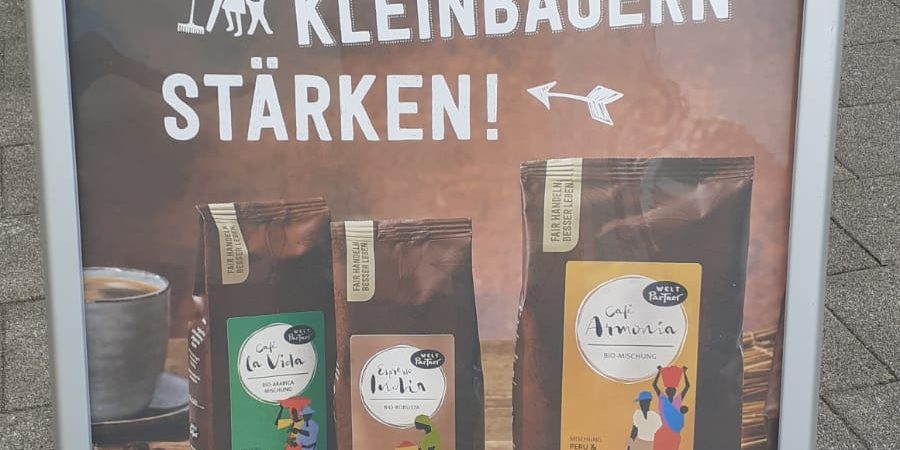 KLEINBAUERN
STÄRKEN!
FAIR HANDELN
BESSER LEBEN.
WELT
PARTNER
Café
La Vida
BIO-ARABICA
MISCHUNG
FAIR HANDELN
BESSER LEBEN.
WELT
PARTNER
Espresso
India
BIO-ROBUSTA
FAIR HANDELN
BESSER LEBEN.
WELT
PARTNER
Café
Armonía
BIO-MISCHUNG
MISCHUNG
PERU &